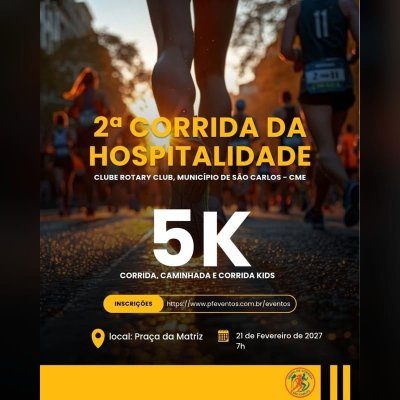 2ª CORRIDA DA
HOSPITALIDADE
CLUBE ROTARY CLUB, MUNICÍPIO DE SÃO CARLOS - CME
5K
CORRIDA, CAMINHADA E CORRIDA KIDS
INSCRIÇÕES https://www.pfeventos.com.br/eventos
local: Praça da Matriz
21 de Fevereiro de 2027
7h
11